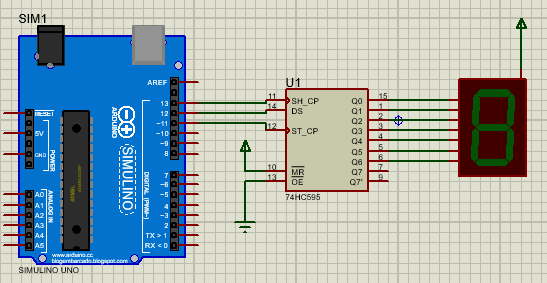 SIM1
AREF
13
12
~11
~10
~9
8
7
~6
~5
4
~3
2
TX > 1
RX < 0
RESET
5V
GND
POWER
A0
A1
A2
A3
A4
A5
ANALOG IN
ARDUINO
SIMULINO
DIGITAL (PWM~)
www.arduino.cc
blogembarcado.blogspot.com
SIMULINO UNO
U1
11 SH_CP Q0 15
14 DS Q1 1
Q2 2
12 ST_CP Q3 3
Q4 4
Q5 5
10 MR Q6 6
13 OE Q7 7
Q7' 9
74HC595